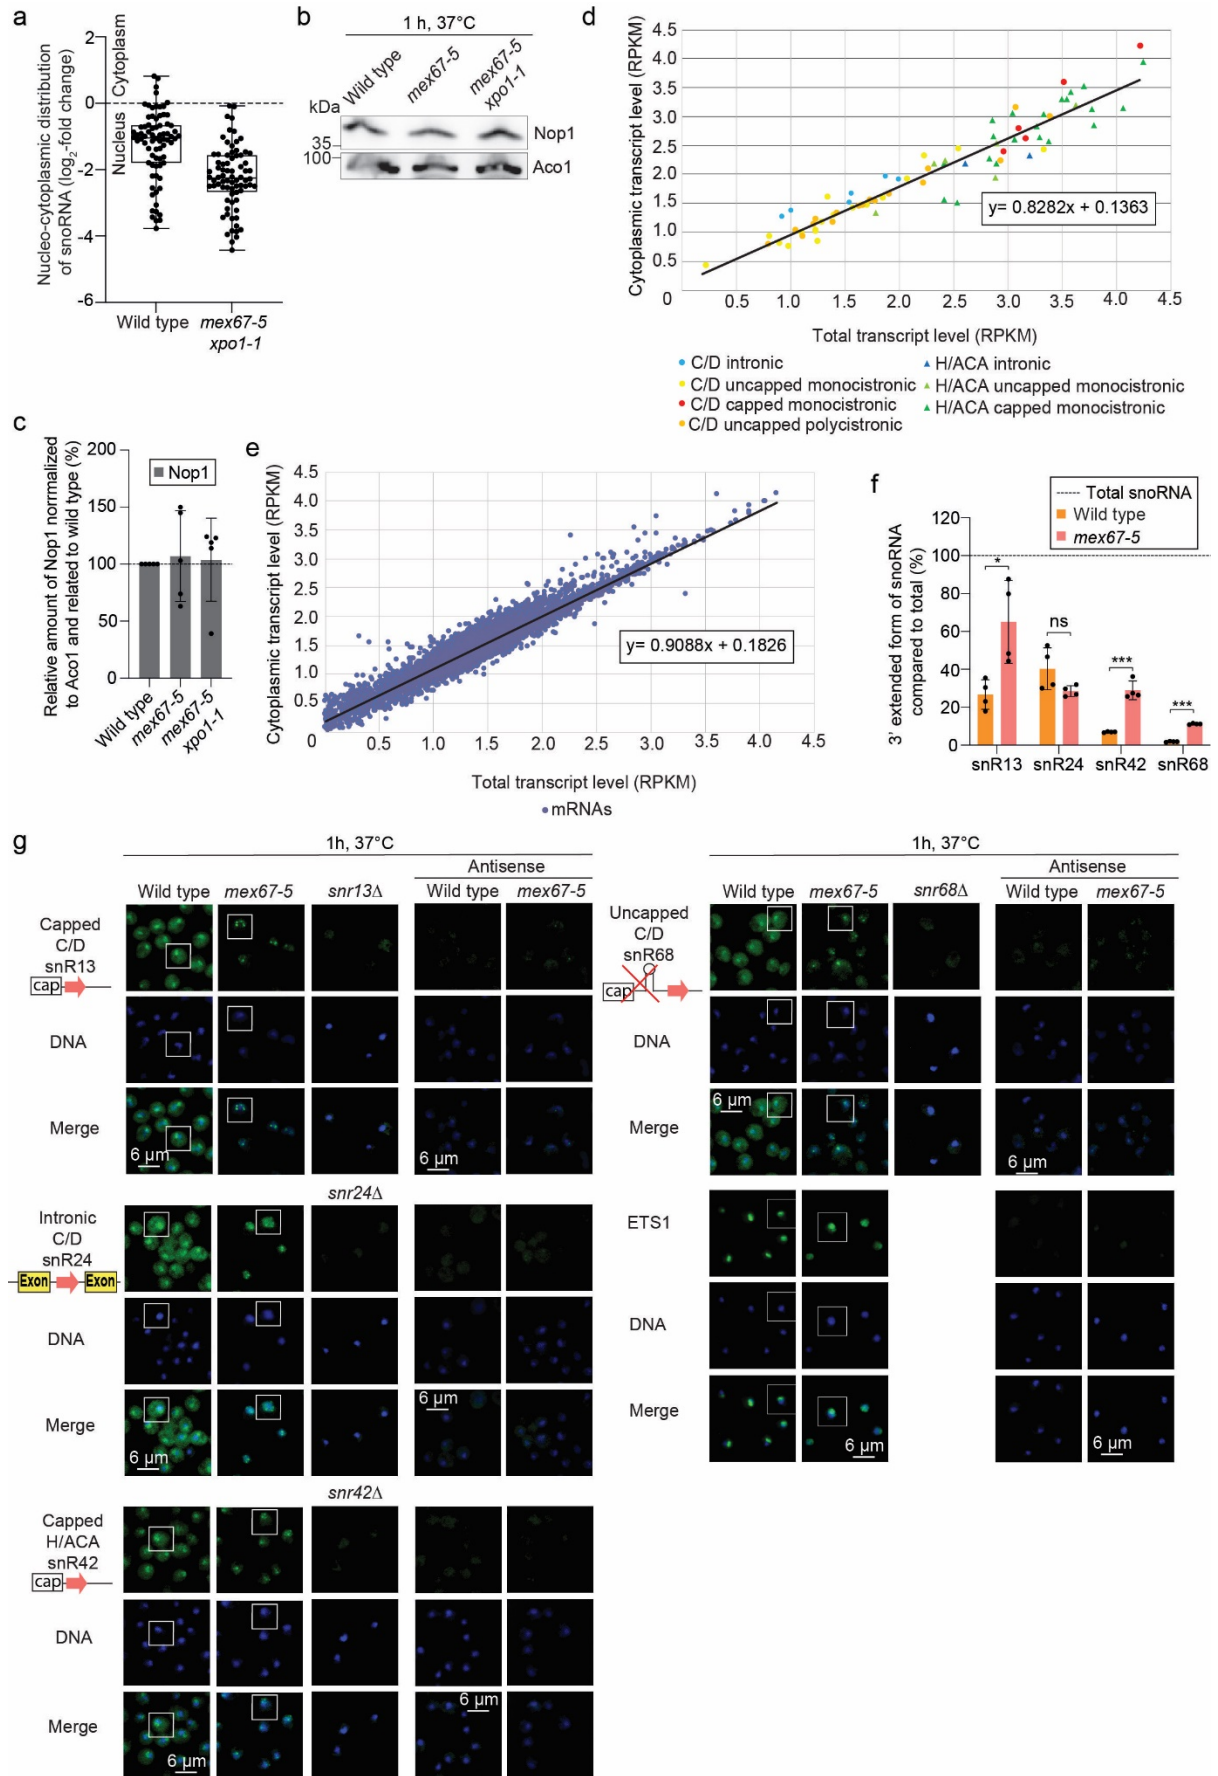 a
Nucleo-cytoplasmic distribution
of snoRNA (log2-fold change)
Nucleus Cytoplasm
2
0
-2
-4
-6
Wild type
mex67-5
xpo1-1
b
1 h, 37°C
Wild type
mex67-5
mex67-5
xpo1-1
kDa
35
100
Nop1
Aco1
d
Cytoplasmic transcript level (RPKM)
4.5
4.0
3.5
3.0
2.5
2.0
1.5
1.0
0.5
0
0.5
1.0
1.5
2.0
2.5
3.0
3.5
4.0
4.5
y= 0.8282x + 0.1363
Total transcript level (RPKM)
C/D intronic
C/D uncapped monocistronic
C/D capped monocistronic
C/D uncapped polycistronic
H/ACA intronic
H/ACA uncapped monocistronic
H/ACA capped monocistronic
c
Relative amount of Nop1 norrmalized
to Aco1 and related to wild type (%)
200
150
100
50
0
Nop1
Wild type
mex67-5
mex67-5
xpo1-1
e
Cytoplasmic transcript level (RPKM)
4.5
4.0
3.5
3.0
2.5
2.0
1.5
1.0
0.5
0
0.5
1.0
1.5
2.0
2.5
3.0
3.5
4.0
4.5
y= 0.9088x + 0.1826
Total transcript level (RPKM)
mRNAs
f
3' extended form of snoRNA
compared to total (%)
Total snoRNA
Wild type
mex67-5
120
100
80
60
40
20
0
*
ns
***
***
snR13
snR24
snR42
snR68
g
1h, 37°C
Antisense
Wild type
mex67-5
snr13Δ
Wild type
mex67-5
Capped
C/D
snR13
cap
DNA
Merge
6 µm
6 µm
snr24Δ
Intronic
C/D
snR24
Exon
Exon
DNA
Merge
6 µm
6 µm
snr42Δ
Capped
H/ACA
snR42
cap
DNA
Merge
6 µm
6 µm
1h, 37°C
Antisense
Wild type
mex67-5
snr68Δ
Wild type
mex67-5
Uncapped
C/D
snR68
cap
DNA
Merge
6 µm
6 µm
ETS1
DNA
Merge
6 µm
6 µm